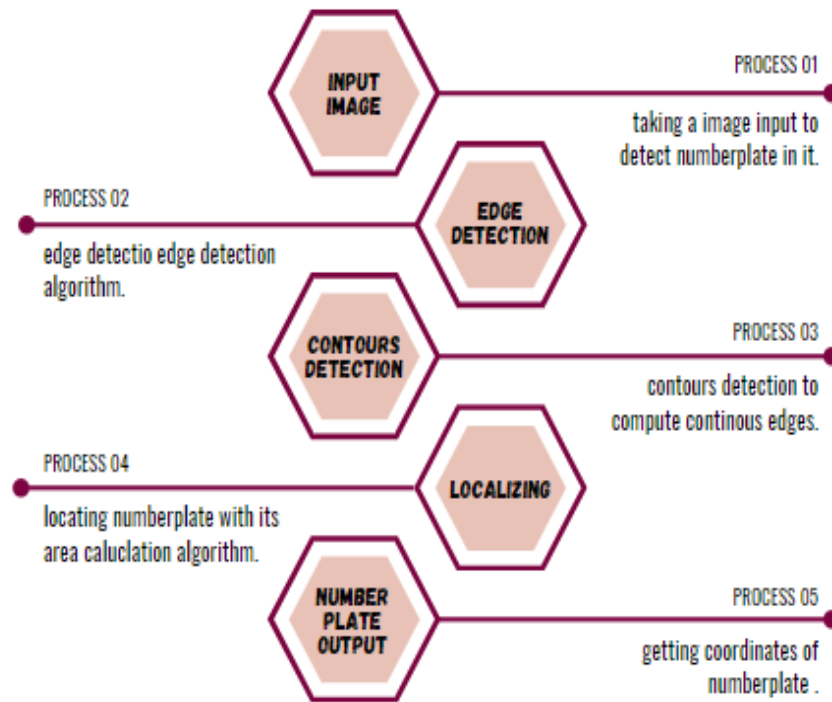 INPUT
IMAGE
PROCESS 01
taking a image input to
detect numberplate in it.
PROCESS 02
edge detectio edge detection
algorithm.
EDGE
DETECTION
CONTOURS
DETECTION
PROCESS 03
contours detection to
compute continous edges.
PROCESS 04
locating numberplate with its
area caluclation algorithm.
LOCALIZING
NUMBER
PLATE
OUTPUT
PROCESS 05
getting coordinates of
numberplate .